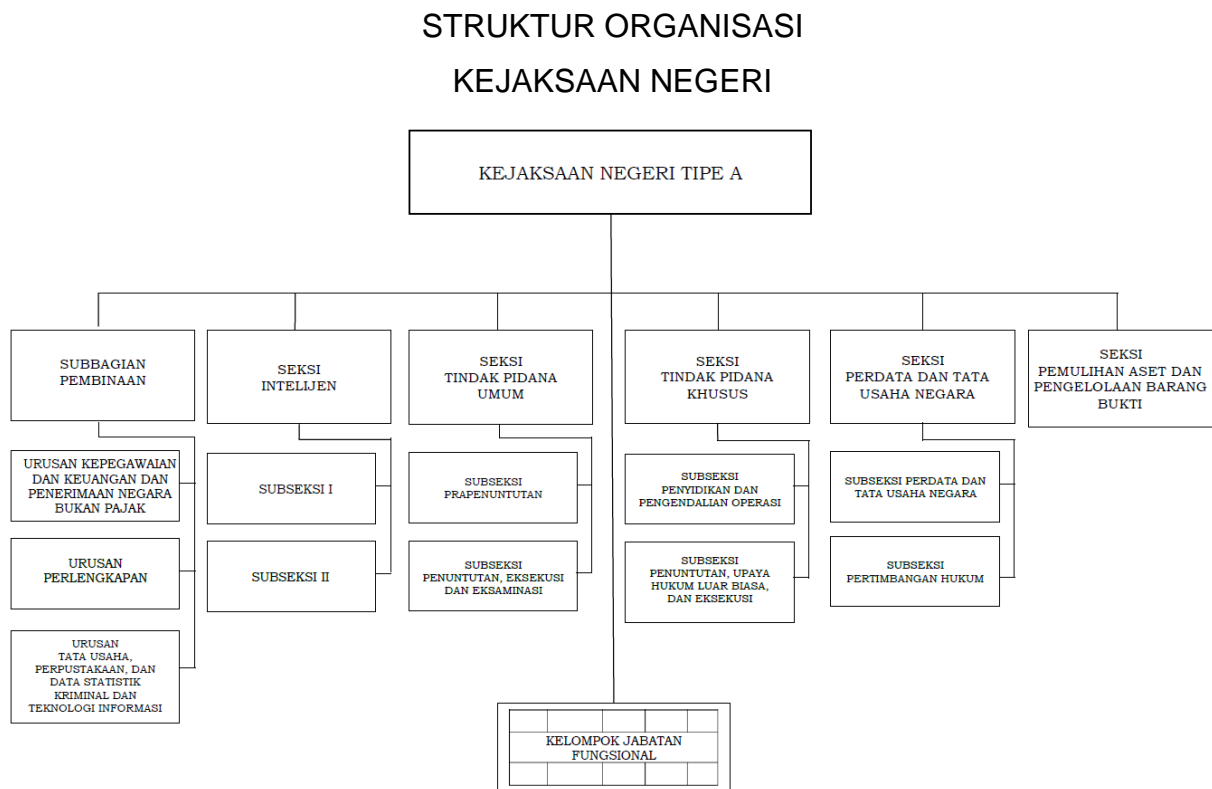 STRUKTUR ORGANISASI
KEJAKSAAN NEGERI
KEJAKSAAN NEGERI TIPE A
SUBBAGIAN
PEMBINAAN
SEKSI
INTELIJEN
SEKSI
TINDAK PIDANA
UMUM
SEKSI
TINDAK PIDANA
KHUSUS
SEKSI
PERDATA DAN TATA
USAHA NEGARA
SEKSI
PEMULIHAN ASET DAN
PENGELOLAAN BARANG
BUKTI
URUSAN KEPEGAWAIAN
DAN KEUANGAN DAN
PENERIMAAN NEGARA
BUKAN PAJAK
SUBSEKSI I
SUBSEKSI
PRAPENUNTUTAN
SUBSEKSI
PENYIDIKAN DAN
PENGENDALIAN OPERASI
SUBSEKSI PERDATA DAN
TATA USAHA NEGARA
URUSAN
PERLENGKAPAN
SUBSEKSI II
SUBSEKSI
PENUNTUTAN, EKSEKUSI
DAN EKSAMINASI
SUBSEKSI
PENUNTUTAN, UPAYA
HUKUM LUAR BIASA,
DAN EKSEKUSI
SUBSEKSI
PERTIMBANGAN HUKUM
URUSAN
TATA USAHA,
PERPUSTAKAAN, DAN
DATA STATISTIK
KRIMINAL DAN
TEKNOLOGI INFORMASI
KELOMPOK JABATAN
FUNGSIONAL